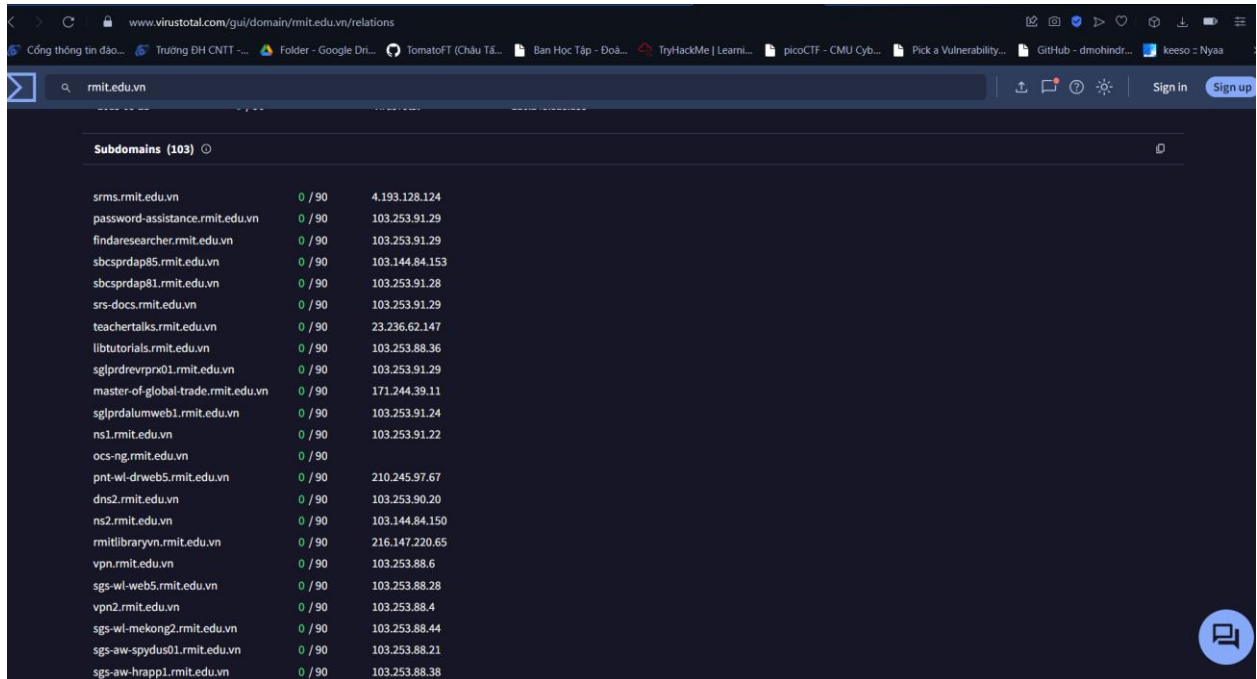 www.virustotal.com/gui/domain/rmit.edu.vn/relations
Cổng thông tin đào... Trường ĐH CNTT -... Folder - Google Dri... TomatoFT (Châu Tấ... Ban Học Tập - Đoà... TryHackMe | Learni... picoCTF - CMU Cyb... Pick a Vulnerability... GitHub - dmohindr... keeso :: Nyaa
rmit.edu.vn Sign in Sign up
Subdomains (103)
srms.rmit.edu.vn 0 / 90 4.193.128.124
password-assistance.rmit.edu.vn 0 / 90 103.253.91.29
findaresearcher.rmit.edu.vn 0 / 90 103.253.91.29
sbcsprdap85.rmit.edu.vn 0 / 90 103.144.84.153
sbcsprdap81.rmit.edu.vn 0 / 90 103.253.91.28
srs-docs.rmit.edu.vn 0 / 90 103.253.91.29
teachertalks.rmit.edu.vn 0 / 90 23.236.62.147
libtutorials.rmit.edu.vn 0 / 90 103.253.88.36
sglprdrevrprx01.rmit.edu.vn 0 / 90 103.253.91.29
master-of-global-trade.rmit.edu.vn 0 / 90 171.244.39.11
sglprdalumweb1.rmit.edu.vn 0 / 90 103.253.91.24
ns1.rmit.edu.vn 0 / 90 103.253.91.22
ocs-ng.rmit.edu.vn 0 / 90
pnt-wl-drweb5.rmit.edu.vn 0 / 90 210.245.97.67
dns2.rmit.edu.vn 0 / 90 103.253.90.20
ns2.rmit.edu.vn 0 / 90 103.144.84.150
rmitlibraryvn.rmit.edu.vn 0 / 90 216.147.220.65
vpn.rmit.edu.vn 0 / 90 103.253.88.6
sgs-wl-web5.rmit.edu.vn 0 / 90 103.253.88.28
vpn2.rmit.edu.vn 0 / 90 103.253.88.4
sgs-wl-mekong2.rmit.edu.vn 0 / 90 103.253.88.44
sgs-aw-spydus01.rmit.edu.vn 0 / 90 103.253.88.21
sgs-aw-hrapp1.rmit.edu.vn 0 / 90 103.253.88.38